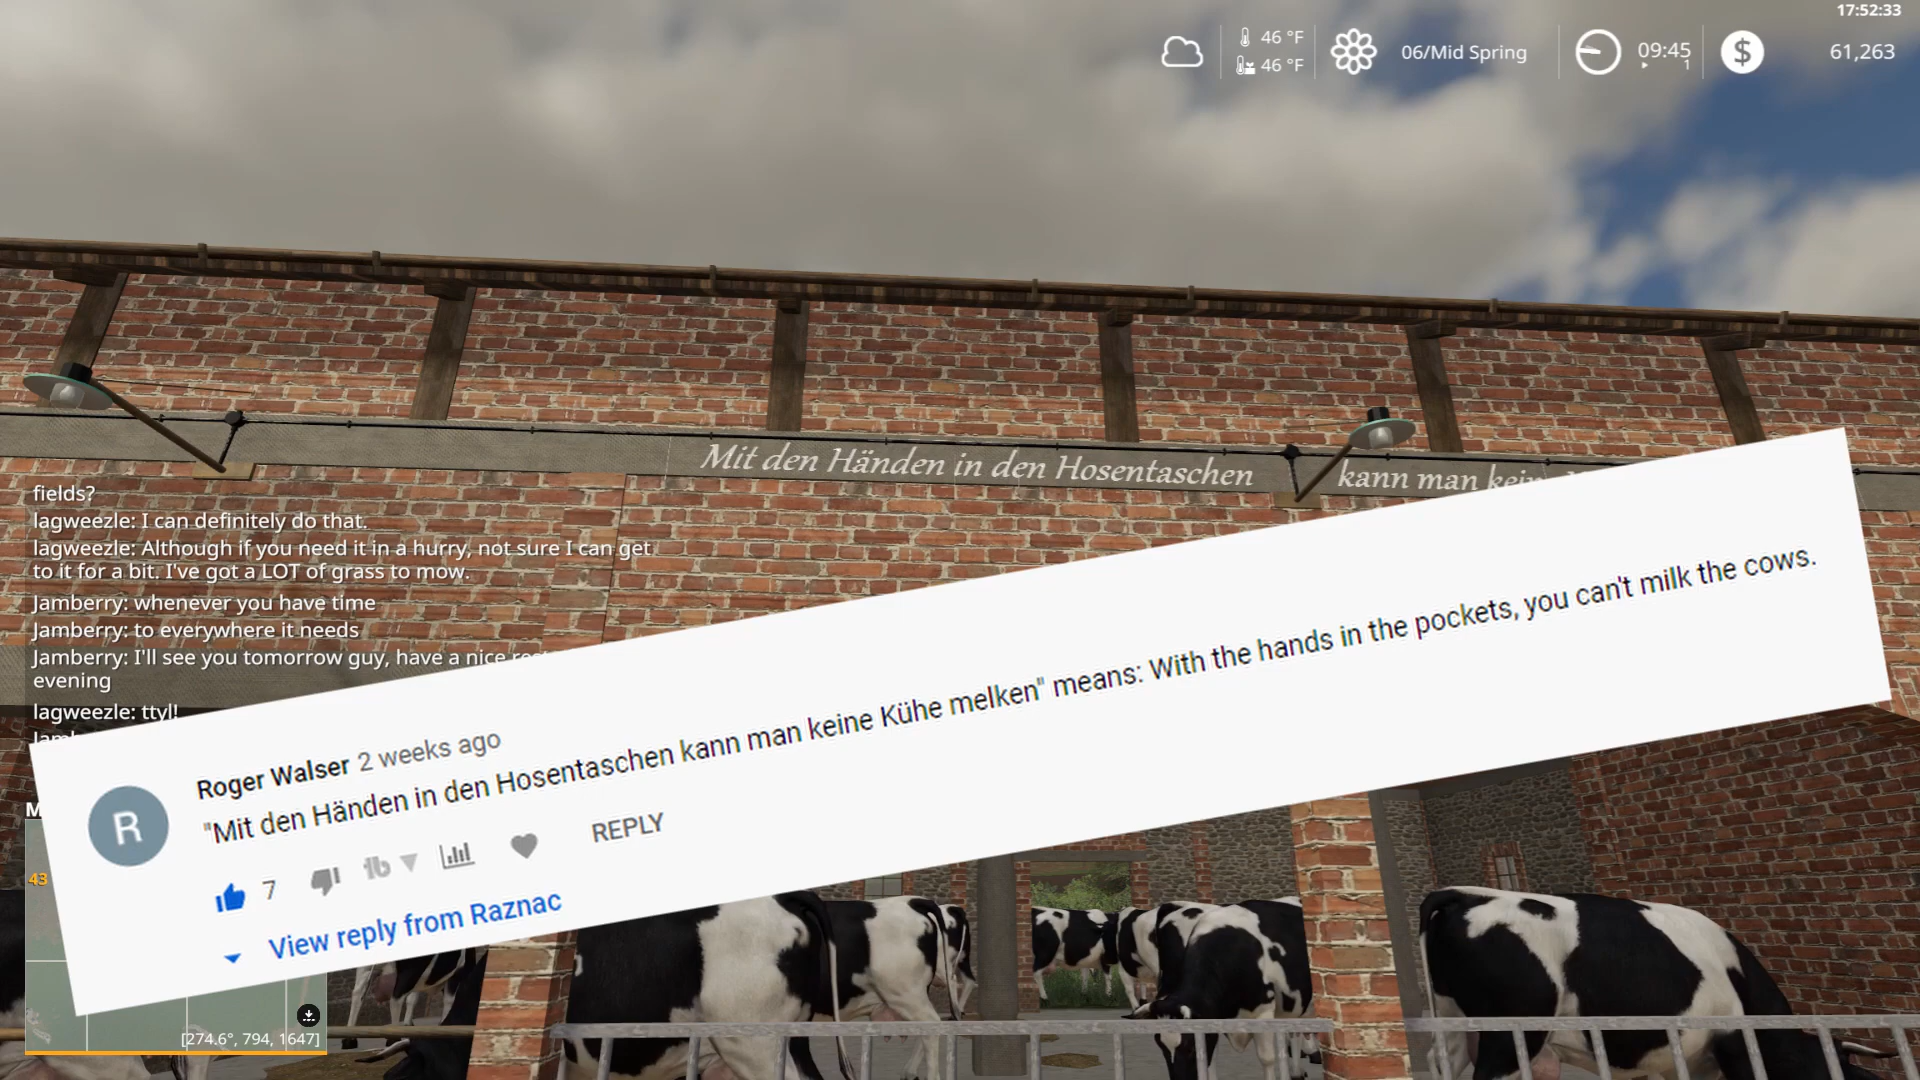 17:52:33
46 °F
46 °F
06/Mid Spring
09:45
1
$
61,263
Mit den Händen in den Hosentaschen kann man
fields?
lagweezle: I can definitely do that.
lagweezle: Although if you need it in a hurry, not sure I can get
to it for a bit. I've got a LOT of grass to mow.
Jamberry: whenever you have time
Jamberry: to everywhere it needs
Jamberry: I'll see you tomorrow guy, have a nice
evening
lagweezle: ttyl!
R
Roger Walser 2 weeks ago
"Mit den Händen in den Hosentaschen kann man keine Kühe melken" means: With the hands in the pockets, you can't milk the cows.
7
REPLY
View reply from Raznac
43
[274.6°, 794, 1647]